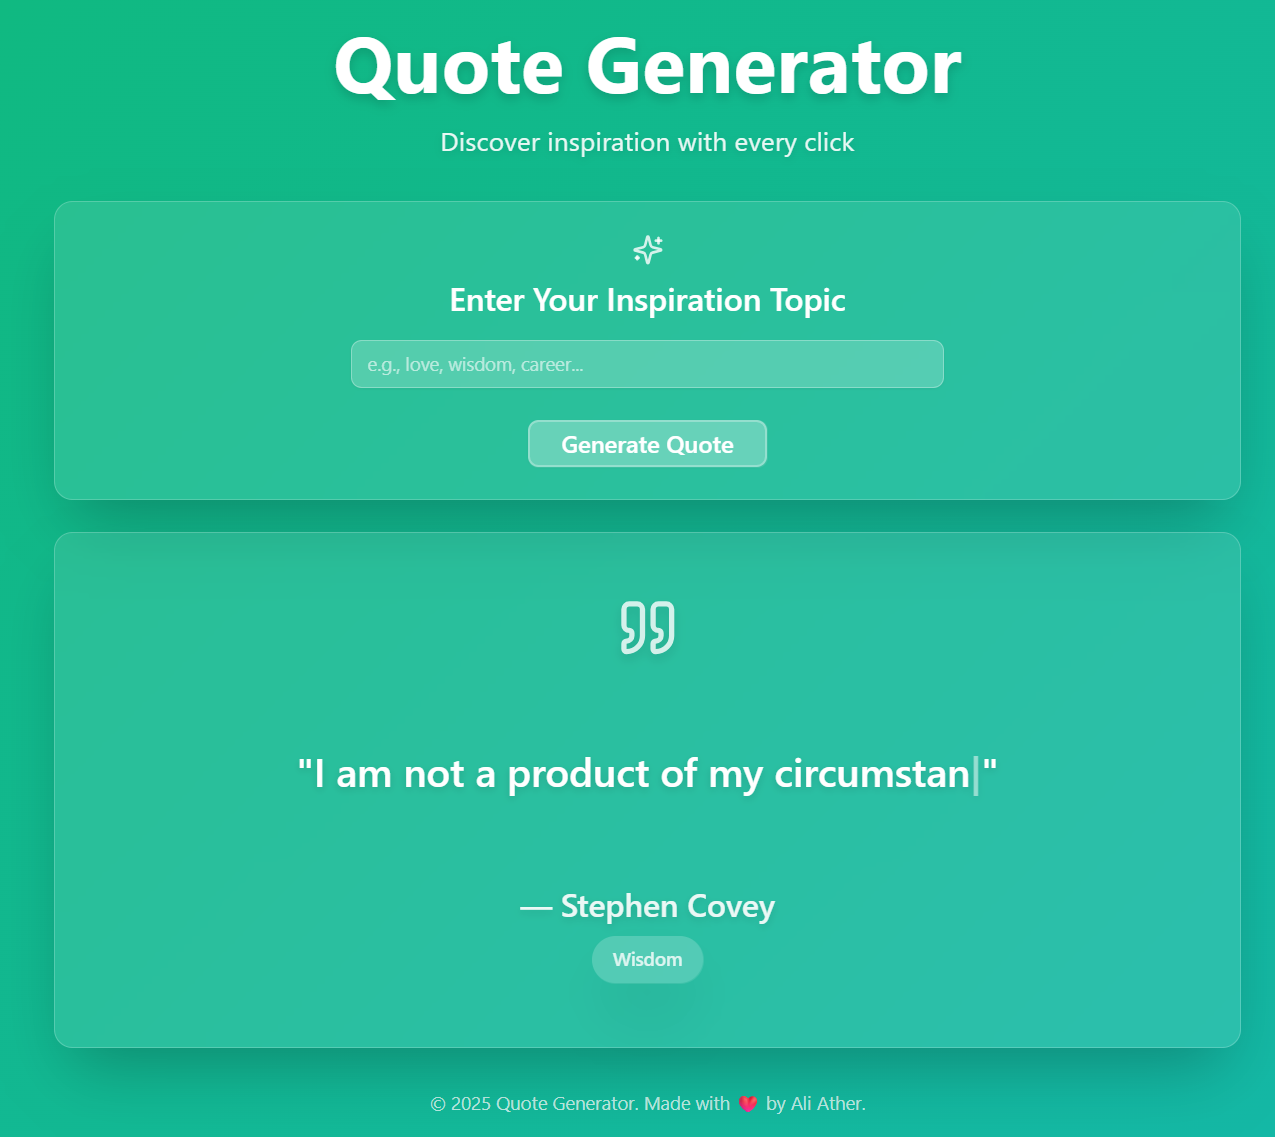 Quote Generator
Discover inspiration with every click
Enter Your Inspiration Topic
e.g., love, wisdom, career...
Generate Quote
"I am not a product of my circumstan|"
— Stephen Covey
Wisdom
© 2025 Quote Generator. Made with ❤️ by Ali Ather.